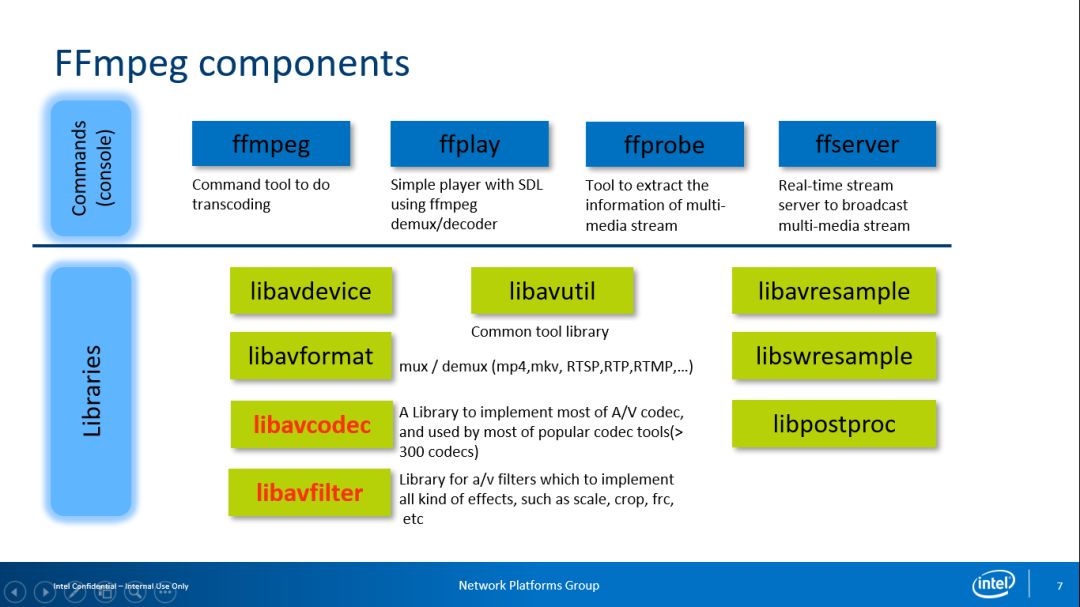 FFmpeg components
Commands
(console)
ffmpeg
Command tool to do
transcoding
ffplay
Simple player with SDL
using ffmpeg
demux/decoder
ffprobe
Tool to extract the
information of multi-
media stream
ffserver
Real-time stream
server to broadcast
multi-media stream
Libraries
libavdevice
libavutil
Common tool library
libavresample
libavformat
mux / demux (mp4,mkv, RTSP,RTP,RTMP,...)
libswresample
libavcodec
A Library to implement most of A/V codec,
and used by most of popular codec tools(>
300 codecs)
libpostproc
libavfilter
Library for a/v filters which to implement
all kind of effects, such as scale, crop, frc,
etc
Intel Confidential – Internal Use Only
Network Platforms Group
intel
7